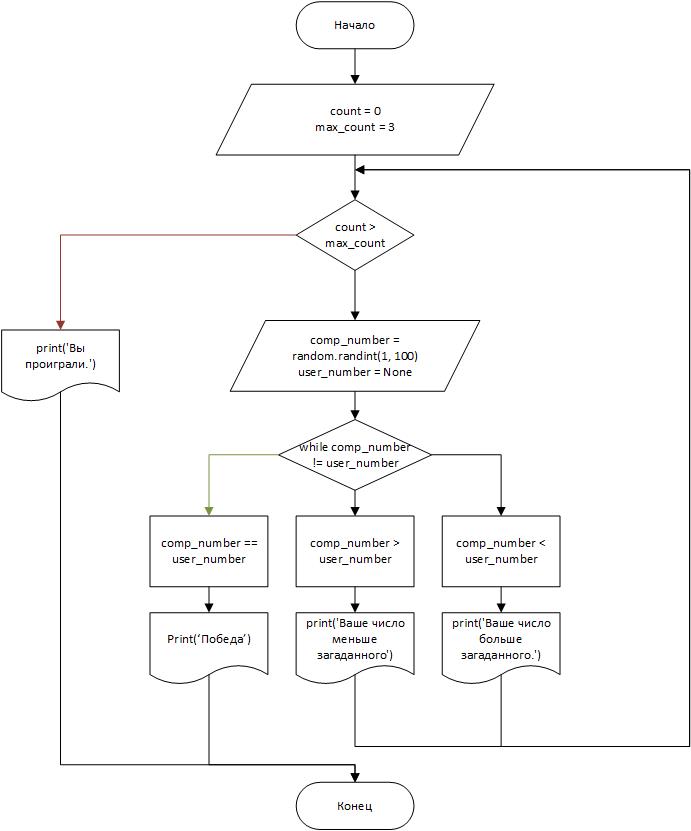 Начало
count = 0
max_count = 3
count >
max_count
comp_number =
random.randint(1, 100)
user_number = None
print('Вы
проиграли.')
while comp_number
!= user_number
comp_number ==
user_number
comp_number >
user_number
comp_number <
user_number
Print(‘Победа’)
print('Ваше число
меньше
загаданного')
print('Ваше число
больше
загаданного.')
Конец